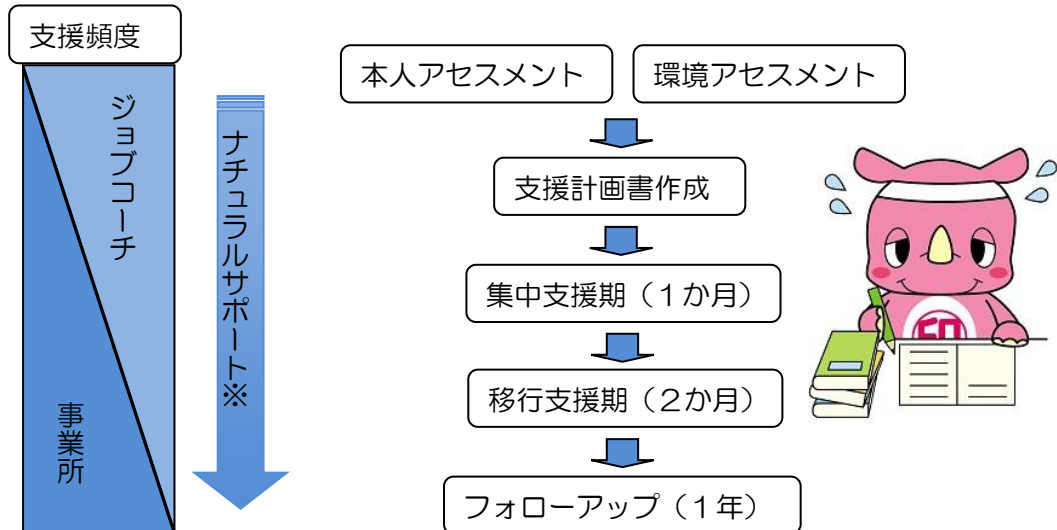 支援頻度
ジョブコーチ
事業所
ナチュラルサポート※
本人アセスメント
環境アセスメント
支援計画書作成
集中支援期（１か月）
移行支援期（２か月）
フォローアップ（１年）